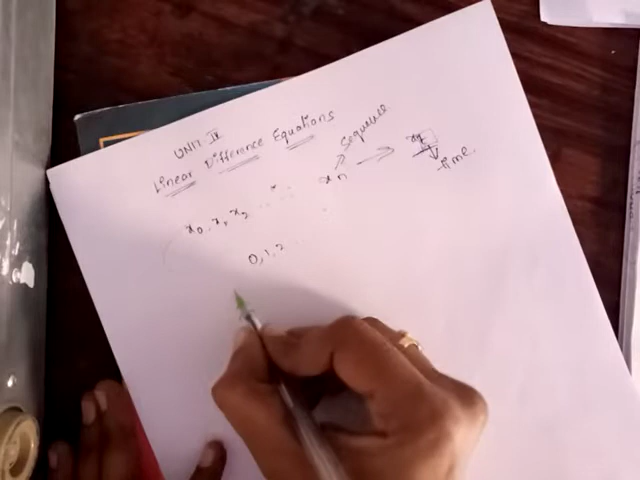 UNIT-IV
Linear Difference Equations
Sequence
xn → 
time
x0, x1, x2 ......
0, 1, 2 ...